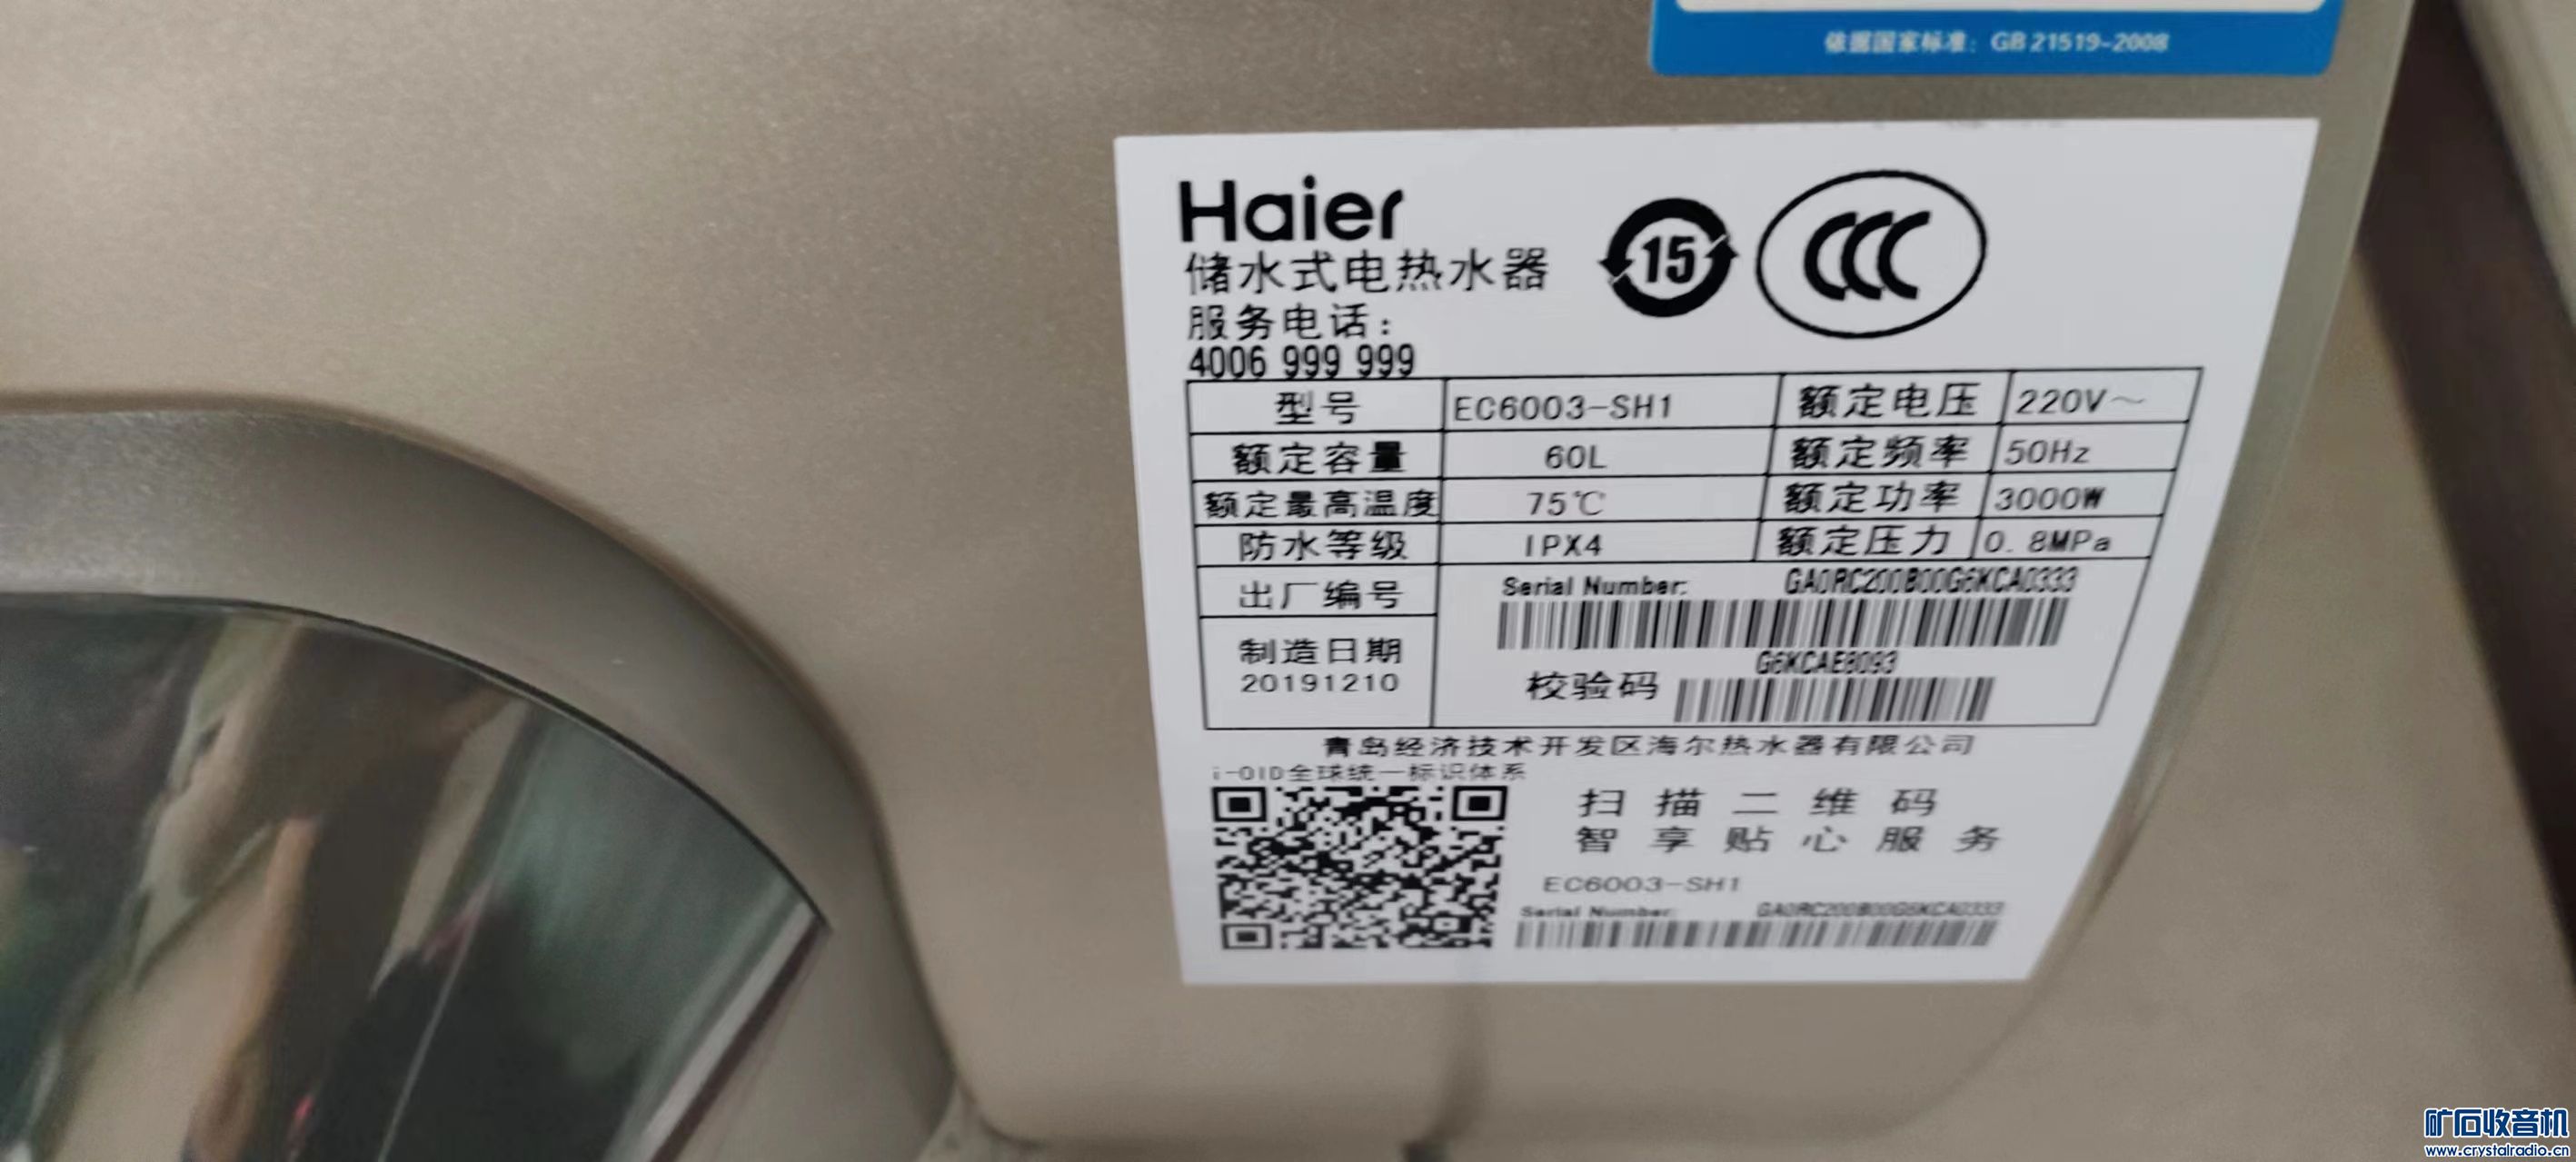 依据国家标准：GB 21519-2008
Haier
储水式电热水器
15
CCC
服务电话：
4006 999 999
型号 EC6003-SH1 额定电压 220V～
额定容量 60L 额定频率 50Hz
额定最高温度 75℃ 额定功率 3000W
防水等级 IPX4 额定压力 0.8MPa
出厂编号 Serial Number: GA0RC200B00G6KCA0333
制造日期
20191210
校验码 G6KCAE8093
青岛经济技术开发区海尔热水器有限公司
i-OID全球统一标识体系
扫描二维码
智享贴心服务
EC6003-SH1
Serial Number: GA0RC200B00G6KCA0333
矿石收音机
www.crystalradio.cn